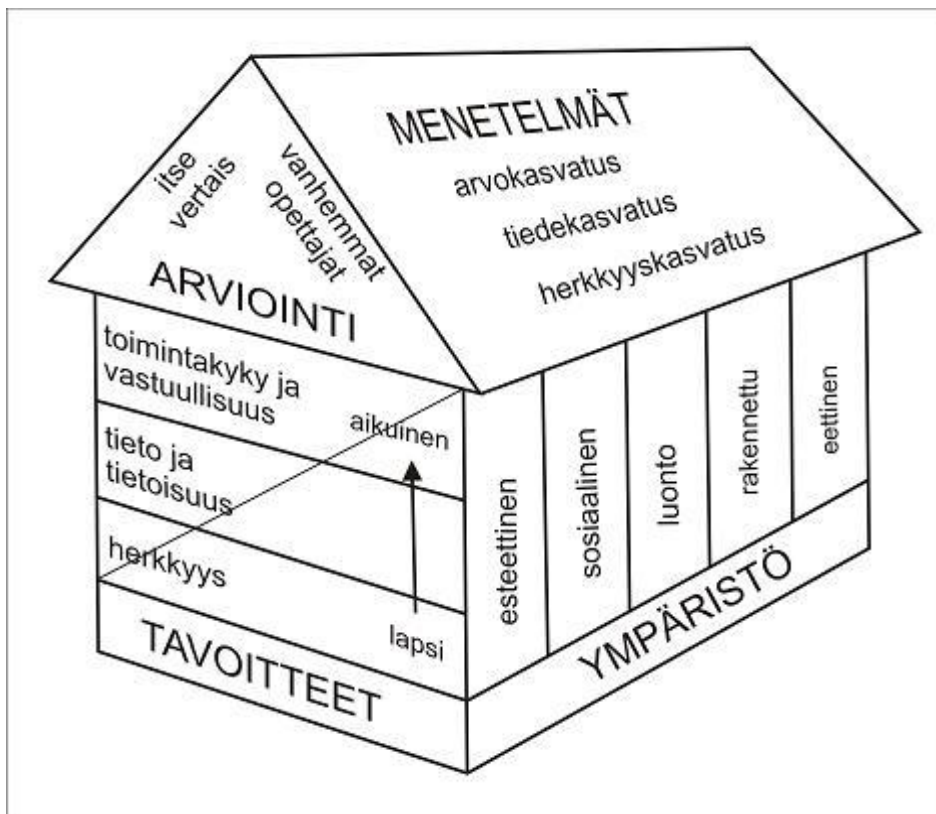 MENETELMÄT
arvokasvatus
tiedekasvatus
herkkyyskasvatus
itse
vertais
vanhemmat
opettajat
ARVIOINTI
toimintakyky ja
vastuullisuus
aikuinen
tieto ja
tietoisuus
herkkyys
lapsi
TAVOITTEET
esteettinen
sosiaalinen
luonto
rakennettu
eettinen
YMPÄRISTÖ